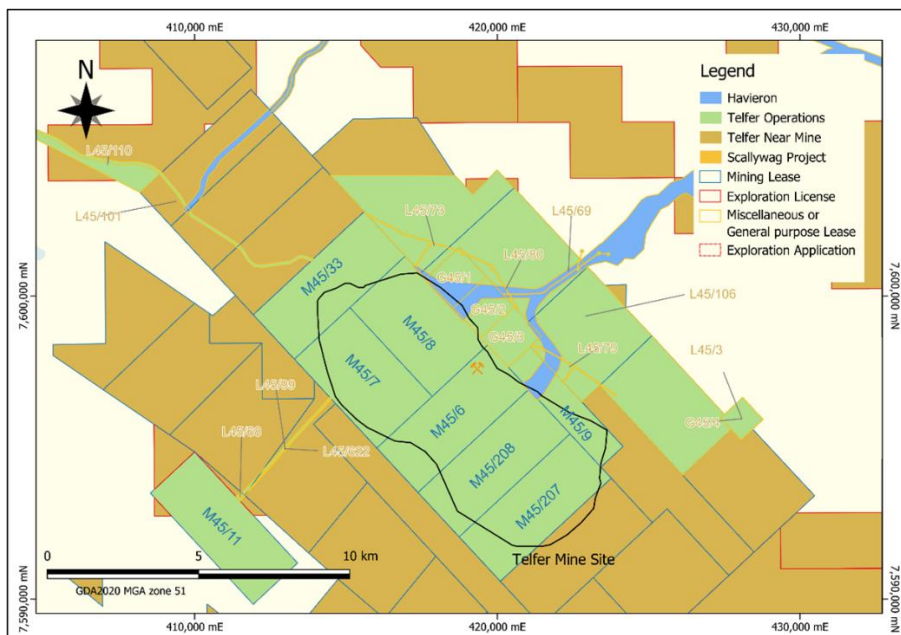 410,000 mE
420,000 mE
430,000 mE
N
Legend
Havieron
Telfer Operations
Telfer Near Mine
Scallywag Project
Mining Lease
Exploration License
Miscellaneous or
General purpose Lease
Exploration Application
L45/110
L45/101
L45/73
L45/69
L45/80
M45/33
G45/1
L45/106
G45/2
7,600,000 mN
7,600,000 mN
G45/3
M45/8
L45/79
L45/3
M45/7
M45/6
M45/9
G45/4
L45/89
L45/60
L45/622
M45/208
M45/207
M45/11
Telfer Mine Site
0
5
10 km
GDA2020 MGA zone 51
7,590,000 mN
7,590,000 mN
410,000 mE
420,000 mE
430,000 mE